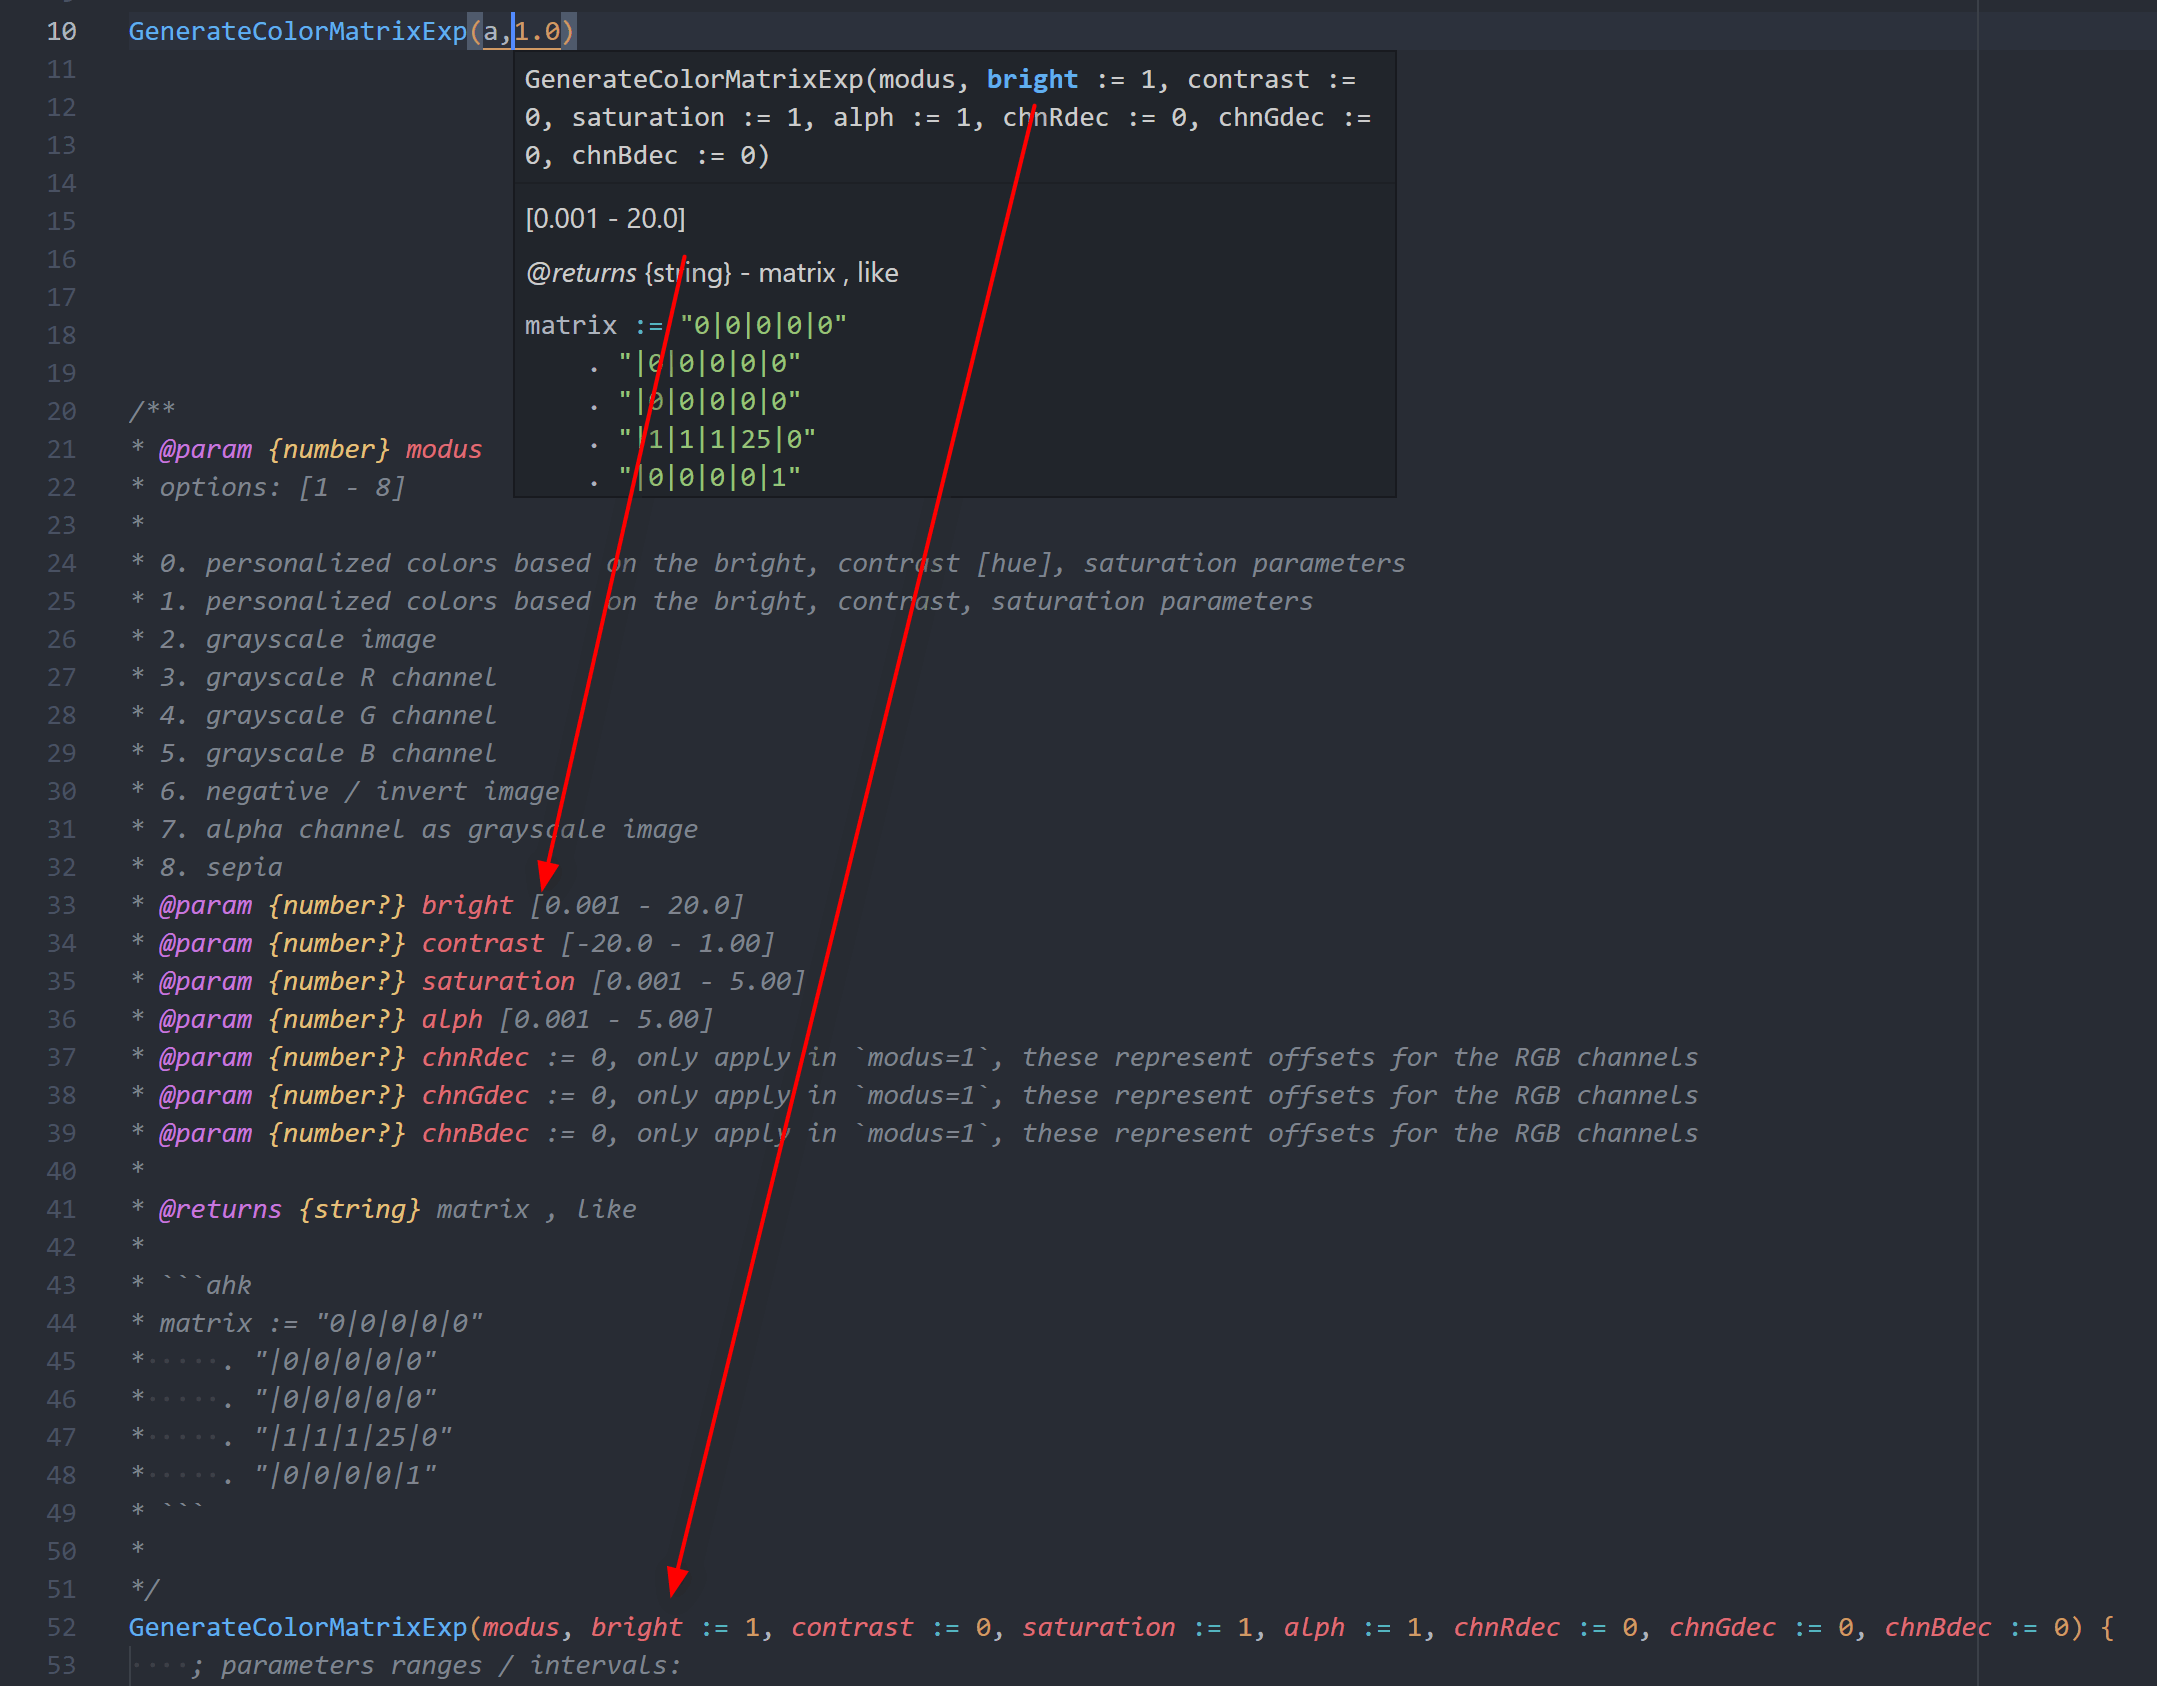 10 GenerateColorMatrixExp(a,1.0)
11
GenerateColorMatrixExp(modus, bright := 1, contrast :=
12
0, saturation := 1, alph := 1, chnRdec := 0, chnGdec :=
13
0, chnBdec := 0)
14
15
[0.001 - 20.0]
16
@returns {string} - matrix , like
17
18
matrix := "0|0|0|0|0"
19
. "|0|0|0|0|0"
20 /**
. "|0|0|0|0|0"
21 * @param {number} modus
. "|1|1|1|25|0"
22 * options: [1 - 8]
. "|0|0|0|0|1"
23 *
24 * 0. personalized colors based on the bright, contrast [hue], saturation parameters
25 * 1. personalized colors based on the bright, contrast, saturation parameters
26 * 2. grayscale image
27 * 3. grayscale R channel
28 * 4. grayscale G channel
29 * 5. grayscale B channel
30 * 6. negative / invert image
31 * 7. alpha channel as grayscale image
32 * 8. sepia
33 * @param {number?} bright [0.001 - 20.0]
34 * @param {number?} contrast [-20.0 - 1.00]
35 * @param {number?} saturation [0.001 - 5.00]
36 * @param {number?} alph [0.001 - 5.00]
37 * @param {number?} chnRdec := 0, only apply in `modus=1`, these represent offsets for the RGB channels
38 * @param {number?} chnGdec := 0, only apply in `modus=1`, these represent offsets for the RGB channels
39 * @param {number?} chnBdec := 0, only apply in `modus=1`, these represent offsets for the RGB channels
40 *
41 * @returns {string} matrix , like
42 *
43 * ```ahk
44 * matrix := "0|0|0|0|0"
45 *····· . "|0|0|0|0|0"
46 *····· . "|0|0|0|0|0"
47 *····· . "|1|1|1|25|0"
48 *····· . "|0|0|0|0|1"
49 * ```
50 *
51 */
52 GenerateColorMatrixExp(modus, bright := 1, contrast := 0, saturation := 1, alph := 1, chnRdec := 0, chnGdec := 0, chnBdec := 0) {
53 ····; parameters ranges / intervals: